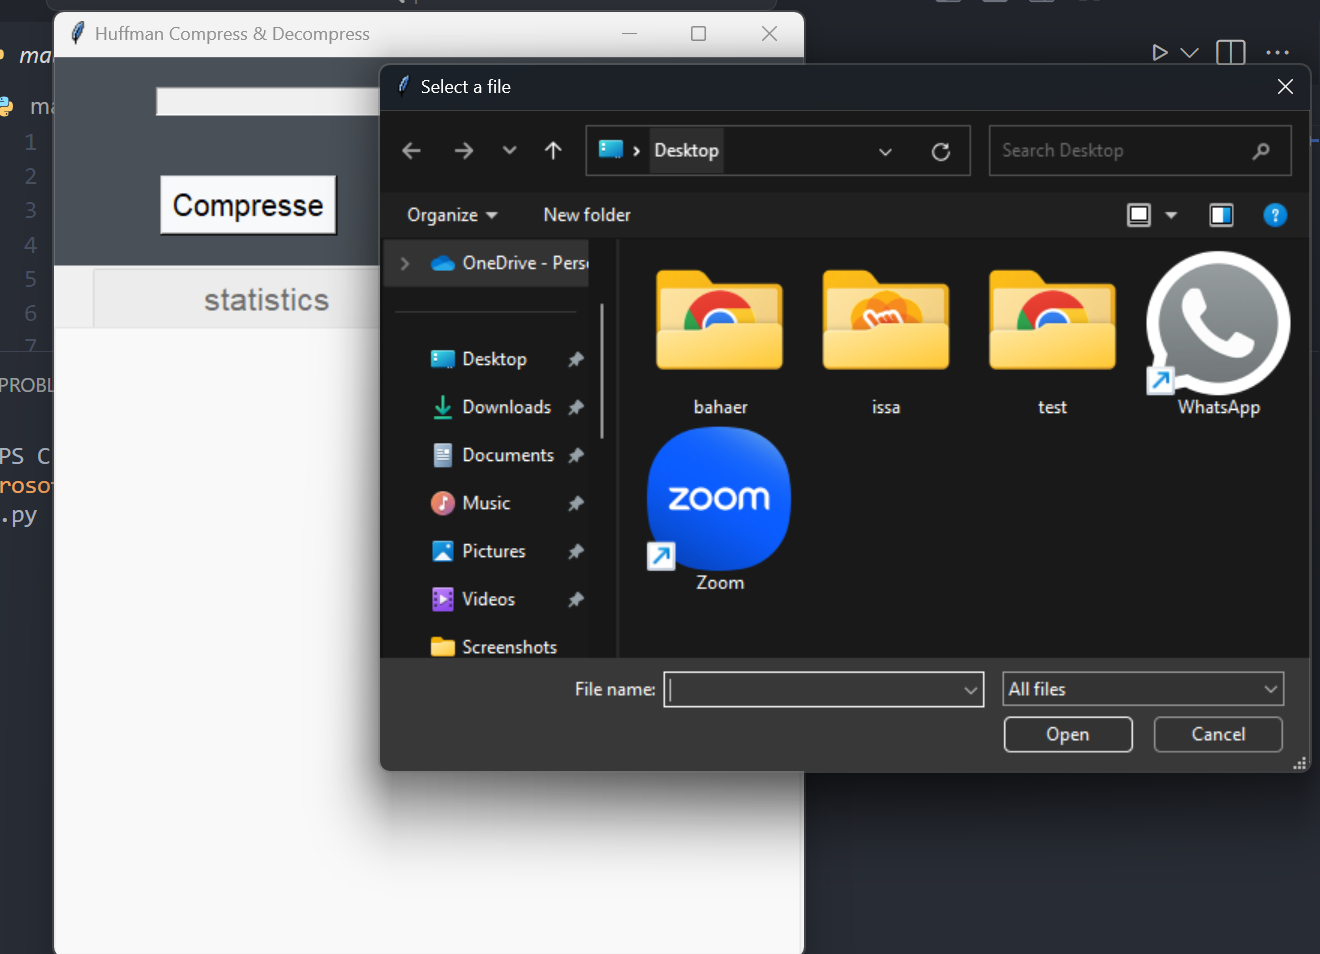 Huffman Compress & Decompress
Select a file
Desktop
Search Desktop
1
2
3
4
5
6
7
Compresse
Organize
New folder
OneDrive - Pers
statistics
Desktop
Downloads
Documents
Music
Pictures
Videos
Screenshots
bahaer
issa
test
WhatsApp
zoom
Zoom
PROBL
PS C
roso
.py
File name:
All files
Open
Cancel